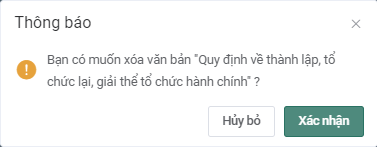 Thông báo
Bạn có muốn xóa văn bản "Quy định về thành lập, tổ
chức lại, giải thể tổ chức hành chính" ?
Hủy bỏ
Xác nhận